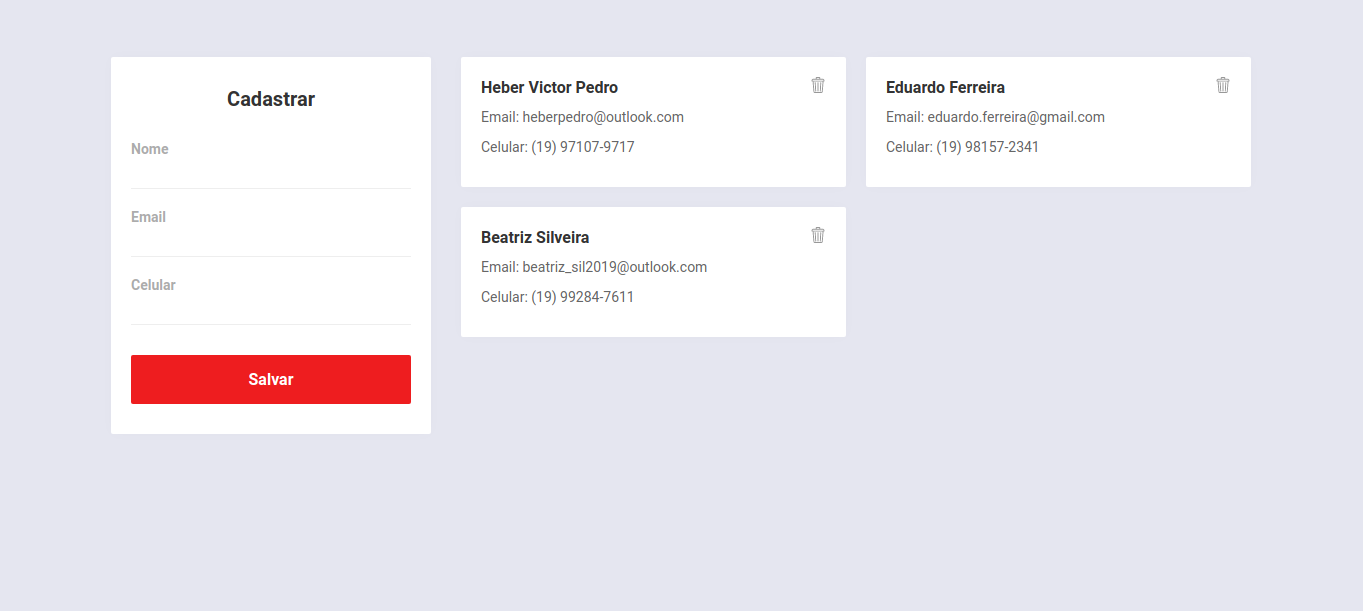 Cadastrar
Nome
Email
Celular
Salvar
Heber Victor Pedro
Email: heberpedro@outlook.com
Celular: (19) 97107-9717
Eduardo Ferreira
Email: eduardo.ferreira@gmail.com
Celular: (19) 98157-2341
Beatriz Silveira
Email: beatriz_sil2019@outlook.com
Celular: (19) 99284-7611